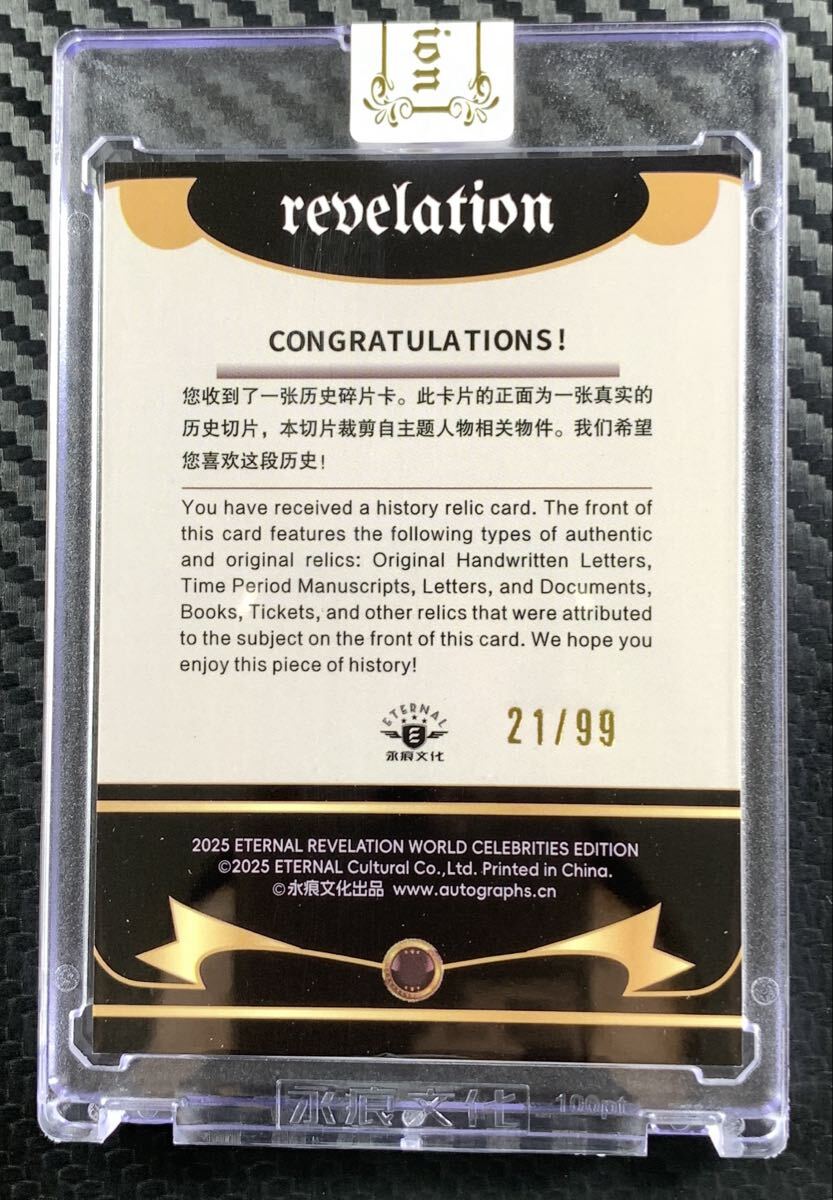 ion
revelation
CONGRATULATIONS!
您收到了一张历史碎片卡。此卡片的正面为一张真实的
历史切片，本切片裁剪自主题人物相关物件。我们希望
您喜欢这段历史！
You have received a history relic card. The front of
this card features the following types of authentic
and original relics: Original Handwritten Letters,
Time Period Manuscripts, Letters, and Documents,
Books, Tickets, and other relics that were attributed
to the subject on the front of this card. We hope you
enjoy this piece of history!
ETERNAL
E
永痕文化
21/99
2025 ETERNAL REVELATION WORLD CELEBRITIES EDITION
©2025 ETERNAL Cultural Co.,Ltd. Printed in China.
©永痕文化出品 www.autographs.cn
永痕文化 100pt